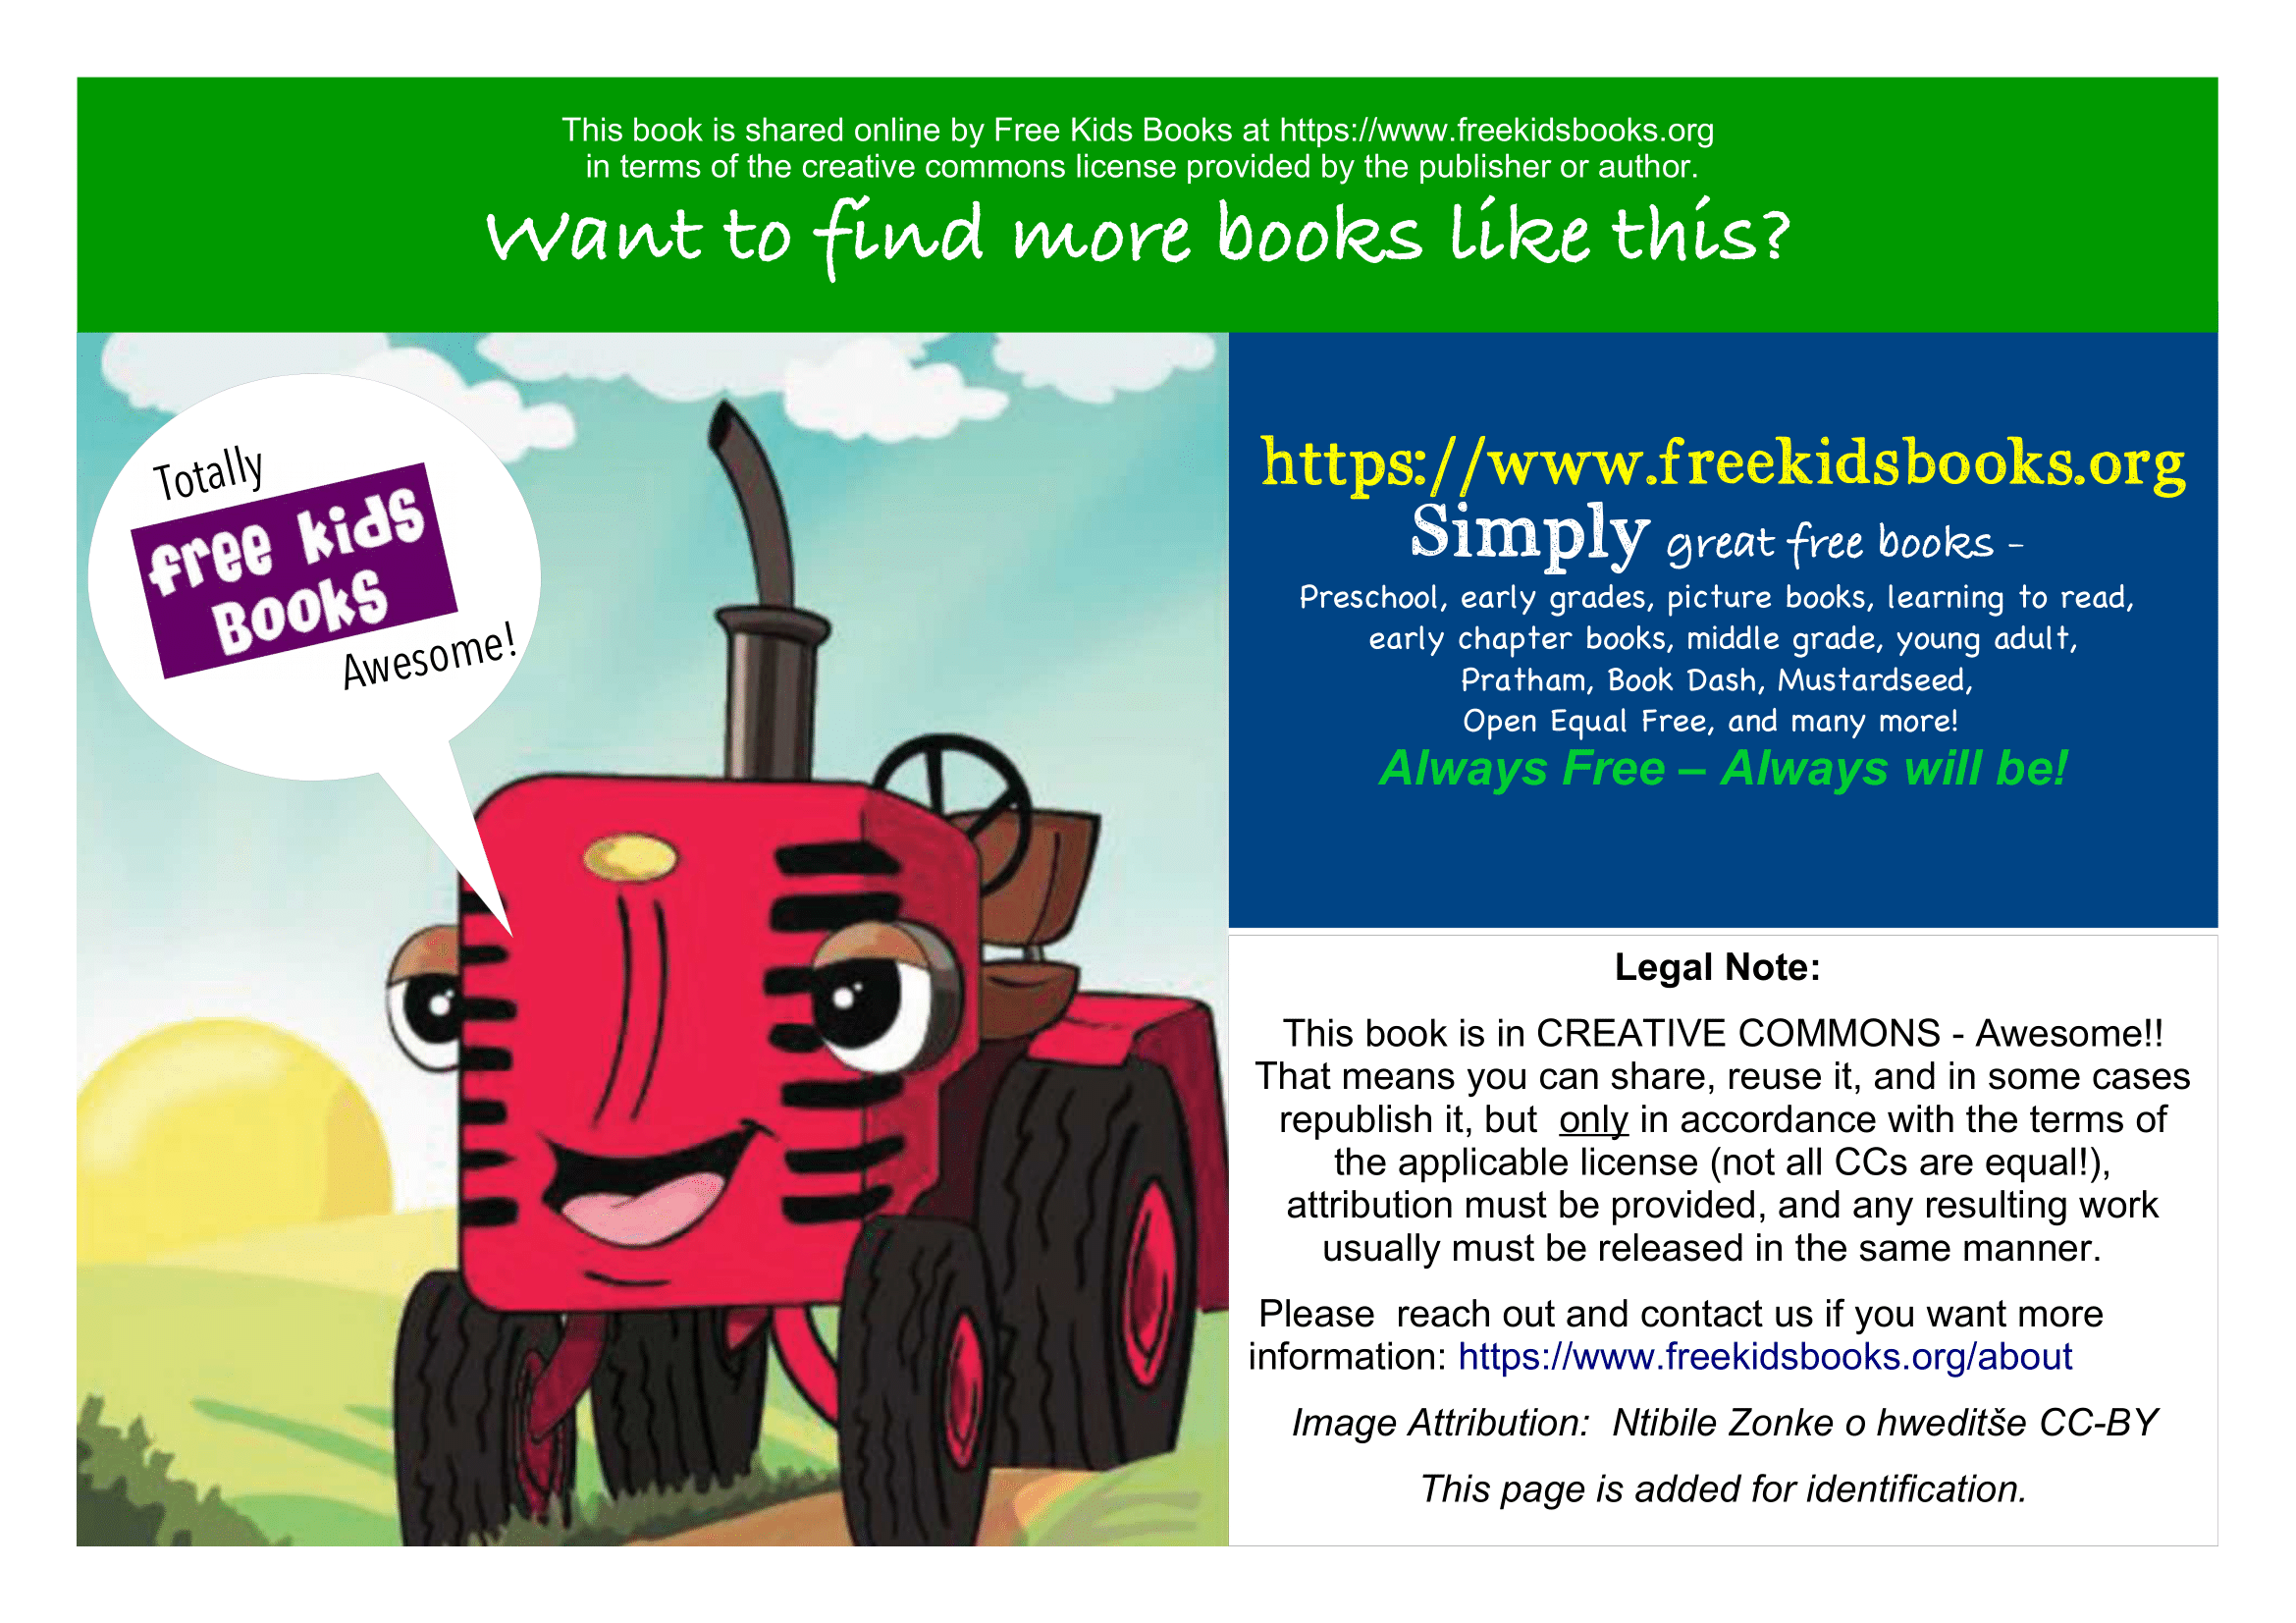 This book is shared online by Free Kids Books at https://www.freekidsbooks.org
in terms of the creative commons license provided by the publisher or author.
Want to find more books like this?
Totally
free kids
Books
Awesome!
https://www.freekidsbooks.org
Simply great free books -
Preschool, early grades, picture books, learning to read,
early chapter books, middle grade, young adult,
Pratham, Book Dash, Mustardseed,
Open Equal Free, and many more!
Always Free – Always will be!
Legal Note:
This book is in CREATIVE COMMONS - Awesome!!
That means you can share, reuse it, and in some cases
republish it, but only in accordance with the terms of
the applicable license (not all CCs are equal!),
attribution must be provided, and any resulting work
usually must be released in the same manner.
Please reach out and contact us if you want more
information: https://www.freekidsbooks.org/about
Image Attribution: Ntibile Zonke o hweditše CC-BY
This page is added for identification.